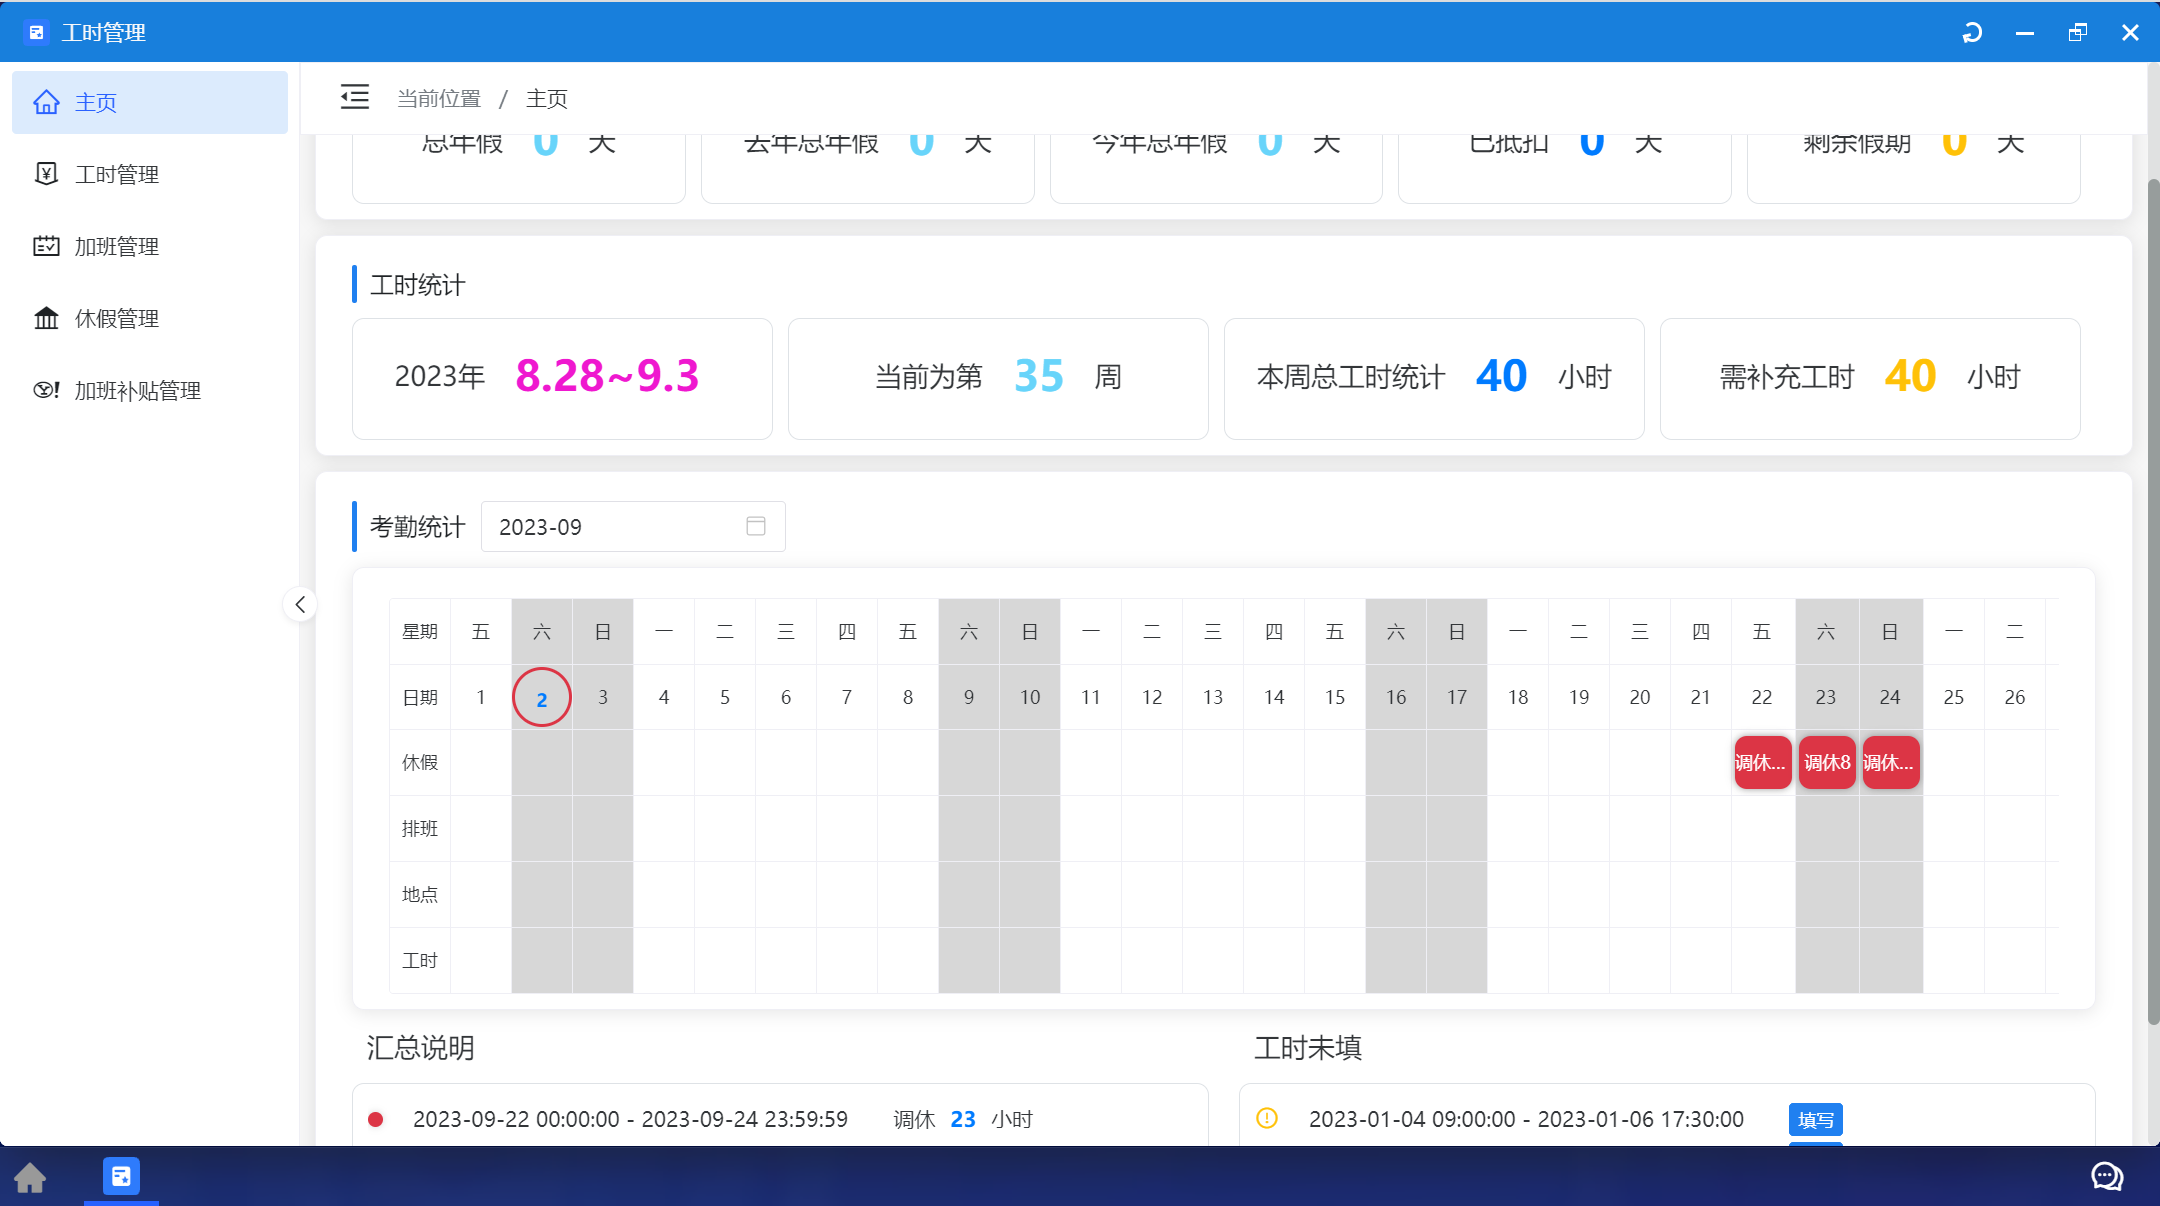 工时管理
主页
工时管理
加班管理
休假管理
加班补贴管理
当前位置 / 主页
总年假 0 天
去年总年假 0 天
今年总年假 0 天
已抵扣 0 天
剩余假期 0 天
工时统计
2023年 8.28~9.3
当前为第 35 周
本周总工时统计 40 小时
需补充工时 40 小时
考勤统计 2023-09
星期 五 六 日 一 二 三 四 五 六 日 一 二 三 四 五 六 日 一 二 三 四 五 六 日 一 二
日期 1 2 3 4 5 6 7 8 9 10 11 12 13 14 15 16 17 18 19 20 21 22 23 24 25 26
休假 调休... 调休8 调休...
排班
地点
工时
汇总说明
2023-09-22 00:00:00 - 2023-09-24 23:59:59 调休 23 小时
工时未填
2023-01-04 09:00:00 - 2023-01-06 17:30:00 填写